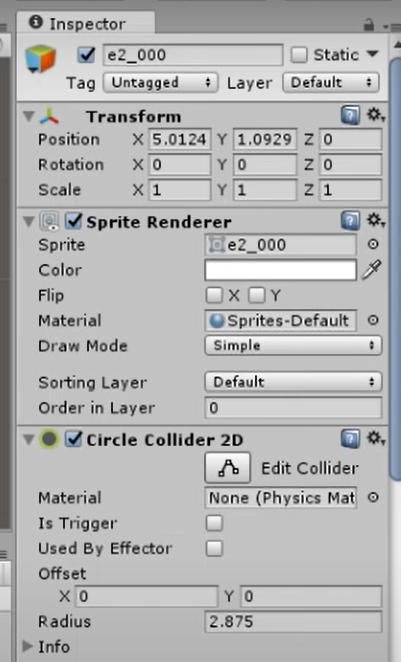 Inspector
e2_000 Static
Tag Untagged Layer Default
Transform
Position X 5.0124 Y 1.0929 Z 0
Rotation X 0 Y 0 Z 0
Scale X 1 Y 1 Z 1
Sprite Renderer
Sprite e2_000
Color
Flip X Y
Material Sprites-Default
Draw Mode Simple
Sorting Layer Default
Order in Layer 0
Circle Collider 2D
Edit Collider
Material None (Physics Mat
Is Trigger
Used By Effector
Offset
X 0 Y 0
Radius 2.875
Info